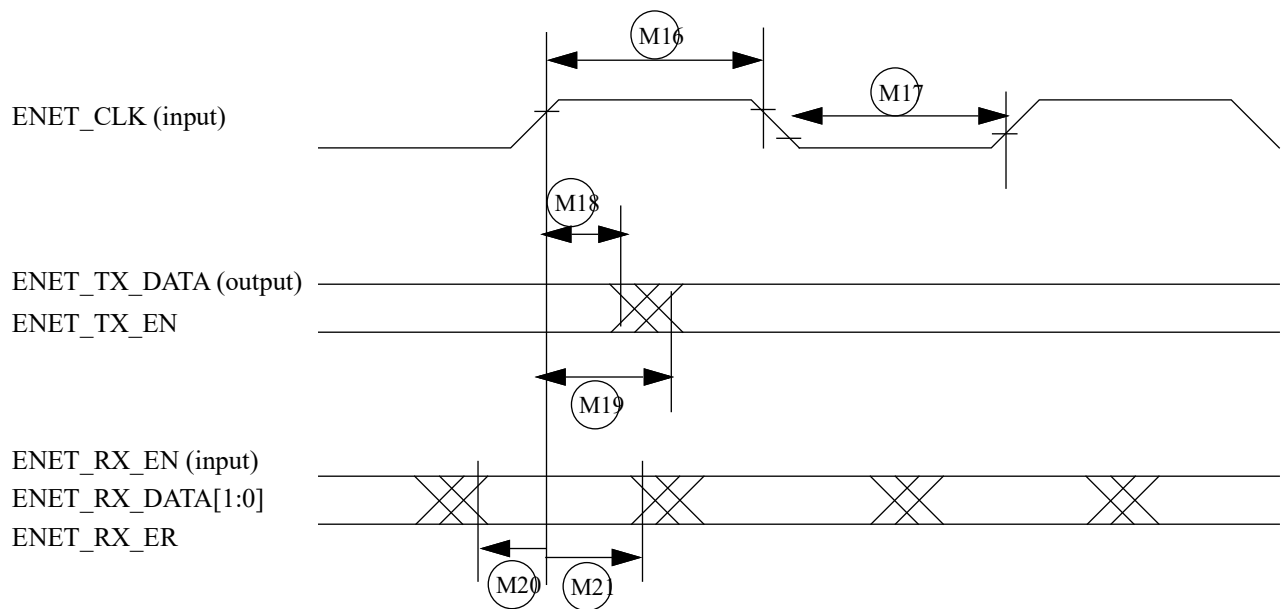 M16
ENET_CLK (input)
M17
M18
ENET_TX_DATA (output)
ENET_TX_EN
M19
ENET_RX_EN (input)
ENET_RX_DATA[1:0]
ENET_RX_ER
M20
M21